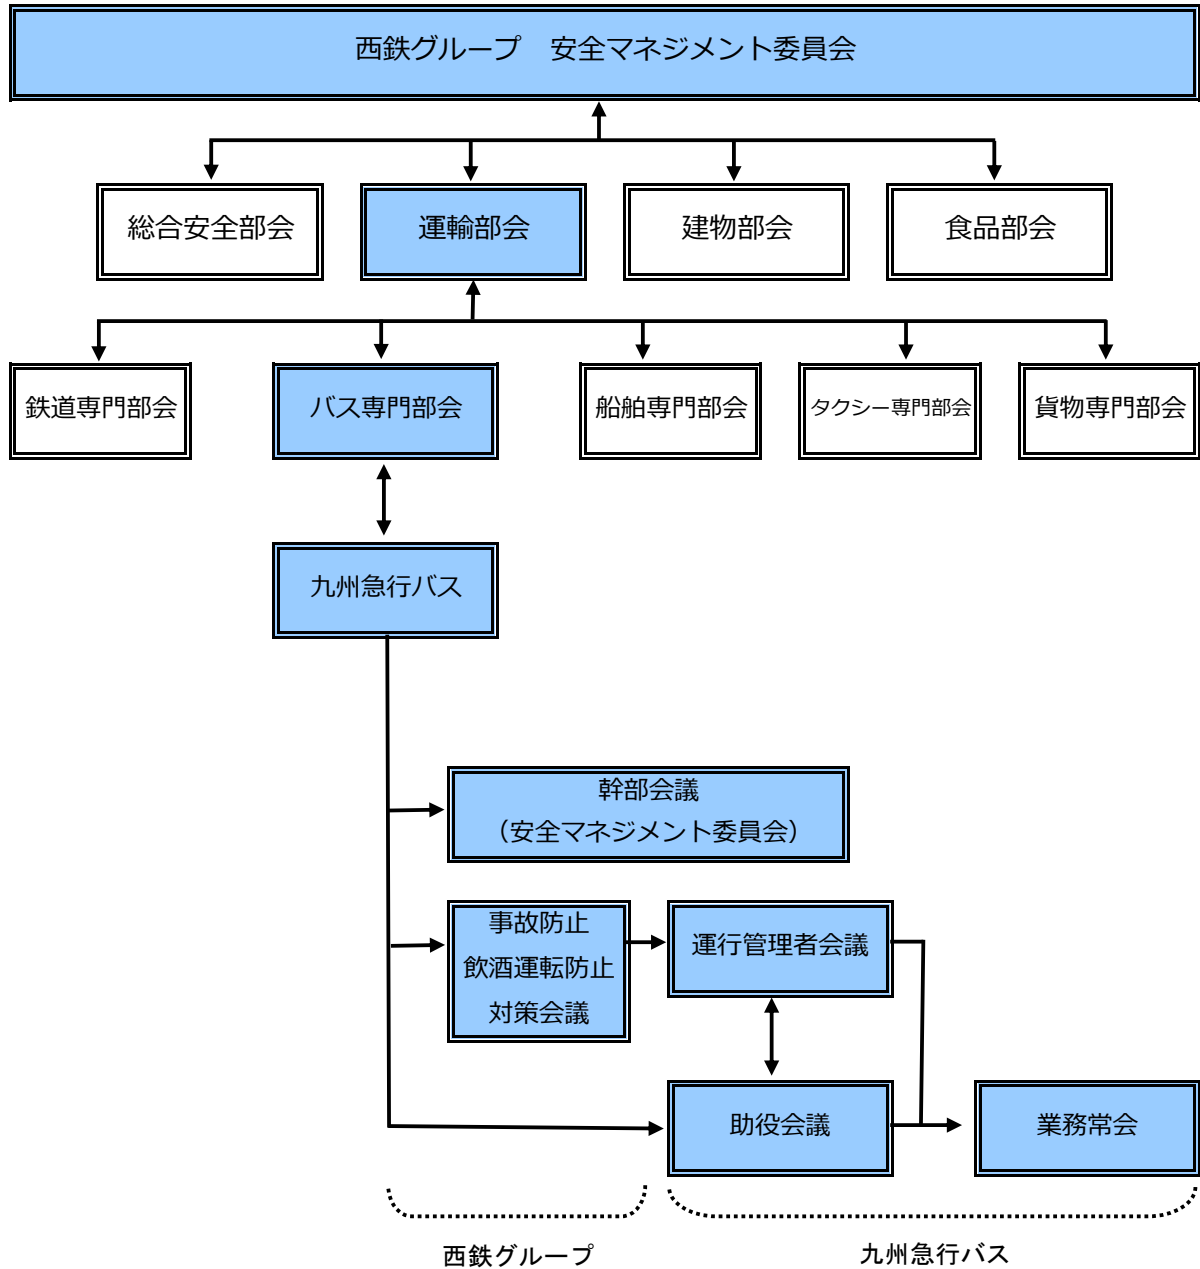 西鉄グループ　安全マネジメント委員会
総合安全部会
運輸部会
建物部会
食品部会
鉄道専門部会
バス専門部会
船舶専門部会
タクシー専門部会
貨物専門部会
九州急行バス
幹部会議
（安全マネジメント委員会）
事故防止
飲酒運転防止
対策会議
運行管理者会議
助役会議
業務常会
西鉄グループ
九州急行バス